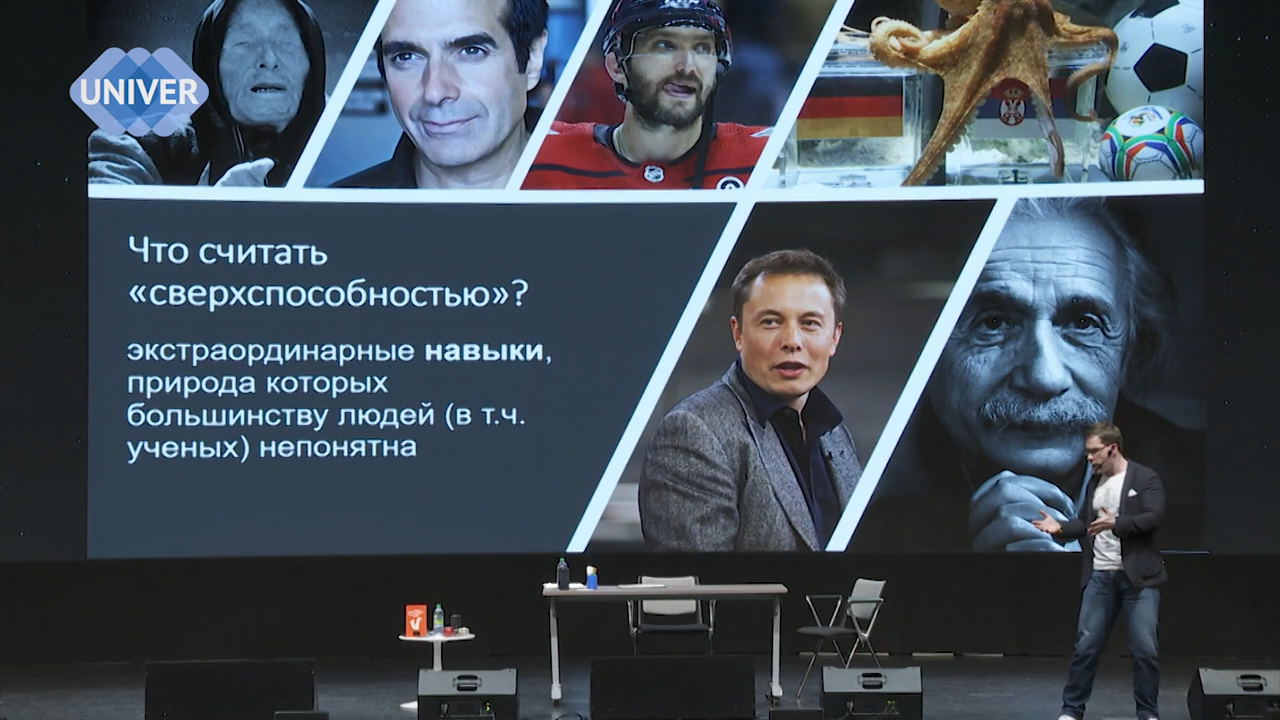 UNIVER
Что считать
«сверхспособностью»?
экстраординарные навыки,
природа которых
большинству людей (в т.ч.
ученых) непонятна